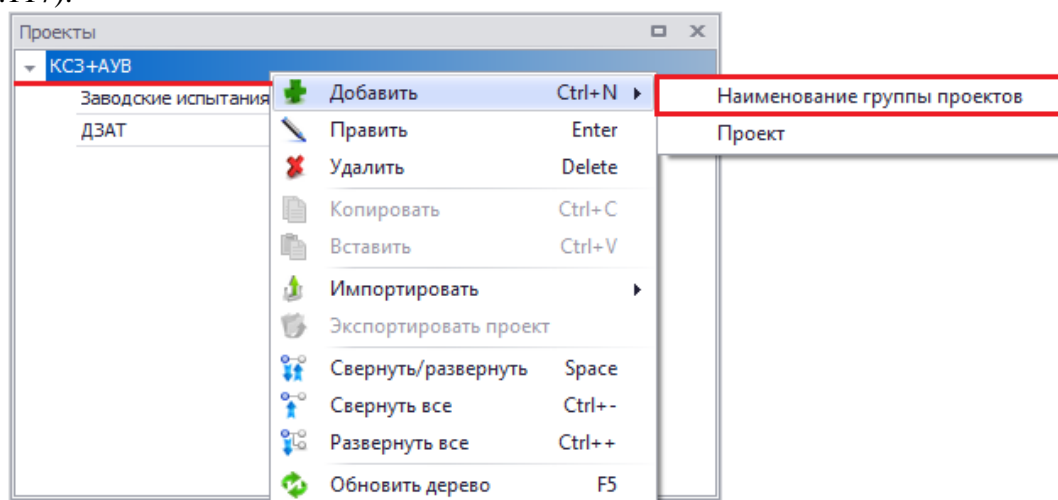 .117).
Проекты
КСЗ+АУВ
Заводские испытания
ДЗАТ
Добавить Ctrl+N
Править Enter
Удалить Delete
Копировать Ctrl+C
Вставить Ctrl+V
Импортировать
Экспортировать проект
Свернуть/развернуть Space
Свернуть все Ctrl+-
Развернуть все Ctrl++
Обновить дерево F5
Наименование группы проектов
Проект